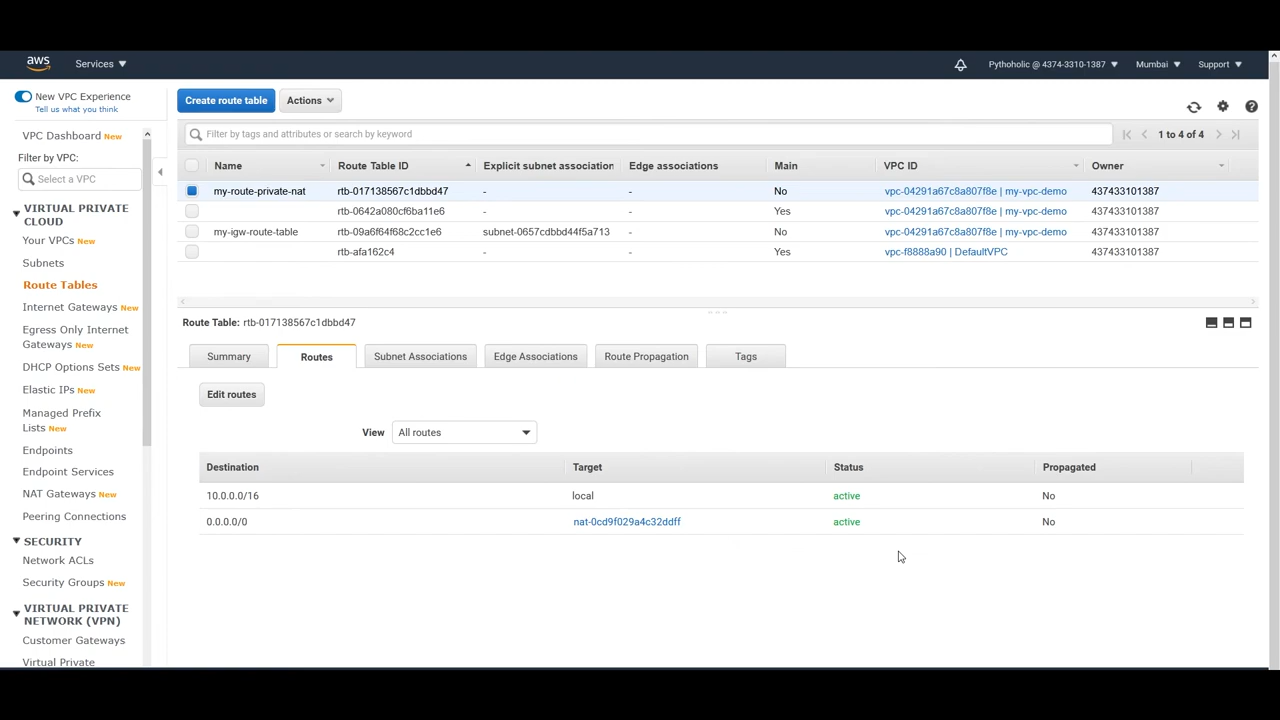 aws
Services
Pythoholic @ 4374-3310-1387
Mumbai
Support
New VPC Experience
Tell us what you think
VPC Dashboard New
Filter by VPC:
Select a VPC
VIRTUAL PRIVATE
CLOUD
Your VPCs New
Subnets
Route Tables
Internet Gateways New
Egress Only Internet
Gateways New
DHCP Options Sets New
Elastic IPs New
Managed Prefix
Lists New
Endpoints
Endpoint Services
NAT Gateways New
Peering Connections
SECURITY
Network ACLs
Security Groups New
VIRTUAL PRIVATE
NETWORK (VPN)
Customer Gateways
Virtual Private
Create route table
Actions
Filter by tags and attributes or search by keyword
1 to 4 of 4
Name Route Table ID Explicit subnet association Edge associations Main VPC ID Owner
my-route-private-nat rtb-017138567c1dbbd47 - - No vpc-04291a67c8a807f8e | my-vpc-demo 437433101387
rtb-0642a080cf6ba11e6 - - Yes vpc-04291a67c8a807f8e | my-vpc-demo 437433101387
my-igw-route-table rtb-09a6f64f68c2cc1e6 subnet-0657cdbbd44f5a713 - No vpc-04291a67c8a807f8e | my-vpc-demo 437433101387
rtb-afa162c4 - - Yes vpc-f8888a90 | DefaultVPC 437433101387
Route Table: rtb-017138567c1dbbd47
Summary Routes Subnet Associations Edge Associations Route Propagation Tags
Edit routes
View All routes
Destination Target Status Propagated
10.0.0.0/16 local active No
0.0.0.0/0 nat-0cd9f029a4c32ddff active No